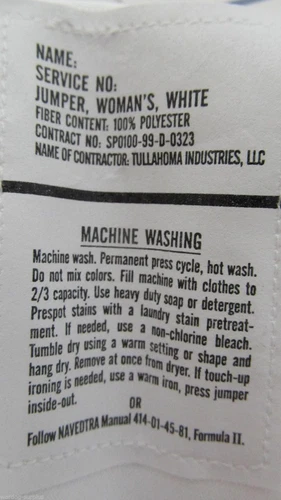 NAME:
SERVICE NO:
JUMPER, WOMAN'S, WHITE
FIBER CONTENT: 100% POLYESTER
CONTRACT NO: SPO100-99-D-0323
NAME OF CONTRACTOR: TULLAHOMA INDUSTRIES, LLC
MACHINE WASHING
Machine wash. Permanent press cycle, hot wash.
Do not mix colors. Fill machine with clothes to
2/3 capacity. Use heavy duty soap or detergent.
Prespot stains with a laundry stain pretreat-
ment. If needed, use a non-chlorine bleach.
Tumble dry using a warm setting or shape and
hang dry. Remove at once from dryer. If touch-up
ironing is needed, use a warm iron, press jumper
inside-out.
OR
Follow NAVEDTRA Manual 414-01-45-81, Formula II.